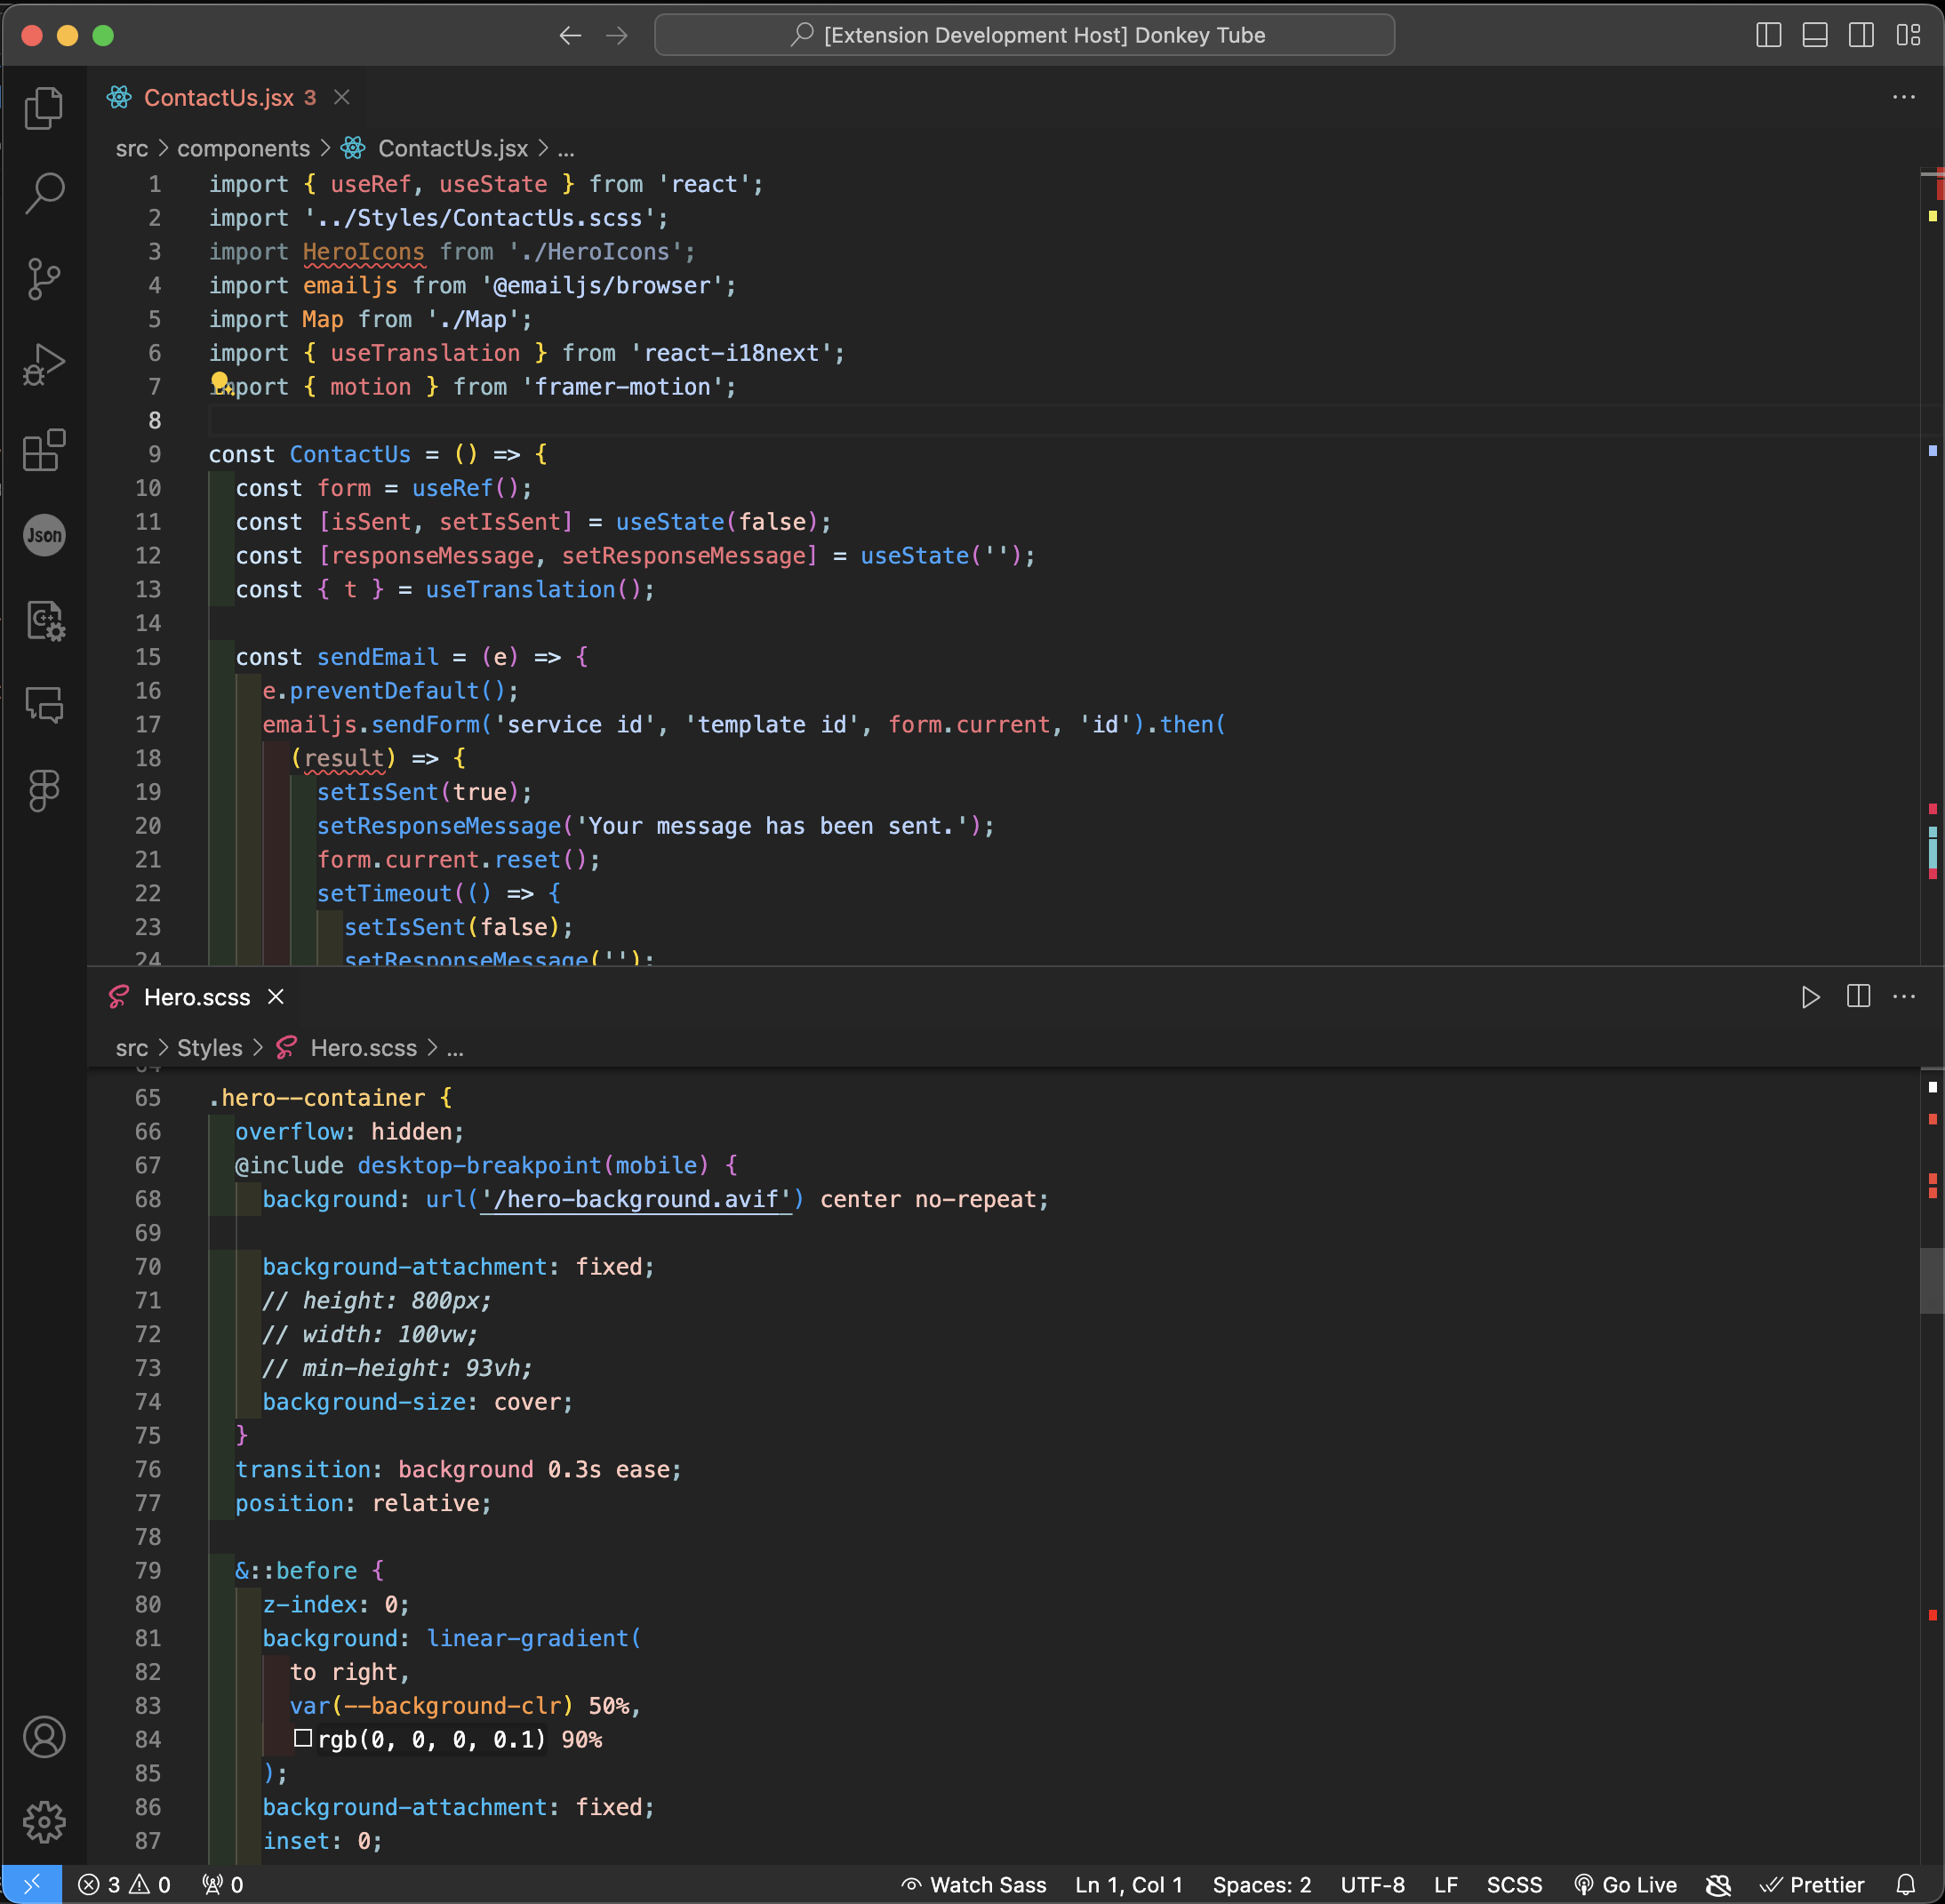 [Extension Development Host] Donkey Tube
ContactUs.jsx 3
src > components > ContactUs.jsx > ...
1 import { useRef, useState } from 'react';
2 import '../Styles/ContactUs.scss';
3 import HeroIcons from './HeroIcons';
4 import emailjs from '@emailjs/browser';
5 import Map from './Map';
6 import { useTranslation } from 'react-i18next';
7 import { motion } from 'framer-motion';
8
9 const ContactUs = () => {
10 const form = useRef();
11 const [isSent, setIsSent] = useState(false);
12 const [responseMessage, setResponseMessage] = useState('');
13 const { t } = useTranslation();
14
15 const sendEmail = (e) => {
16 e.preventDefault();
17 emailjs.sendForm('service id', 'template id', form.current, 'id').then(
18 (result) => {
19 setIsSent(true);
20 setResponseMessage('Your message has been sent.');
21 form.current.reset();
22 setTimeout(() => {
23 setIsSent(false);
24 setResponseMessage('');
Json
C++
Hero.scss
src > Styles > Hero.scss > ...
64
65 .hero--container {
66 overflow: hidden;
67 @include desktop-breakpoint(mobile) {
68 background: url('/hero-background.avif') center no-repeat;
69
70 background-attachment: fixed;
71 // height: 800px;
72 // width: 100vw;
73 // min-height: 93vh;
74 background-size: cover;
75 }
76 transition: background 0.3s ease;
77 position: relative;
78
79 &::before {
80 z-index: 0;
81 background: linear-gradient(
82 to right,
83 var(--background-clr) 50%,
84 rgb(0, 0, 0, 0.1) 90%
85 );
86 background-attachment: fixed;
87 inset: 0;
3 0 0 Watch Sass Ln 1, Col 1 Spaces: 2 UTF-8 LF SCSS Go Live Prettier